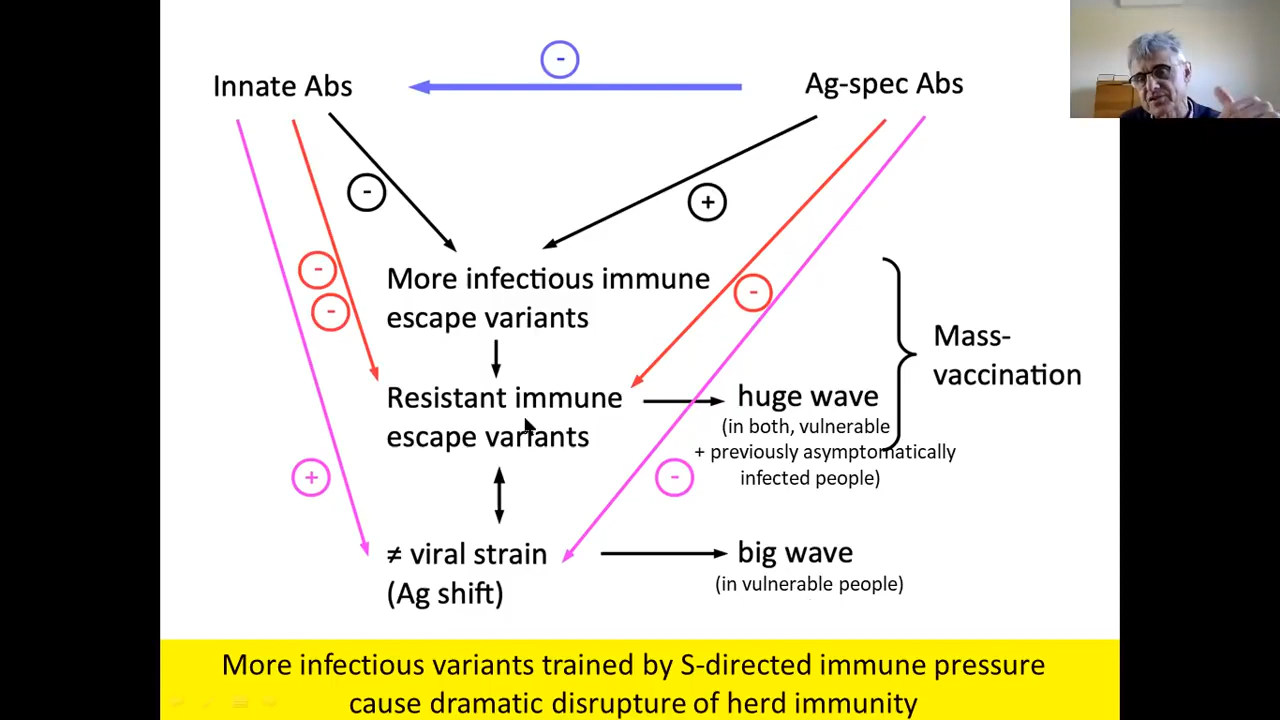 -
Innate Abs
Ag-spec Abs
-
+
More infectious immune
escape variants
-
-
-
Mass-
vaccination
Resistant immune
escape variants
huge wave
(in both, vulnerable
+ previously asymptomatically
infected people)
+
-
≠ viral strain
(Ag shift)
big wave
(in vulnerable people)
More infectious variants trained by S-directed immune pressure
cause dramatic disrupture of herd immunity